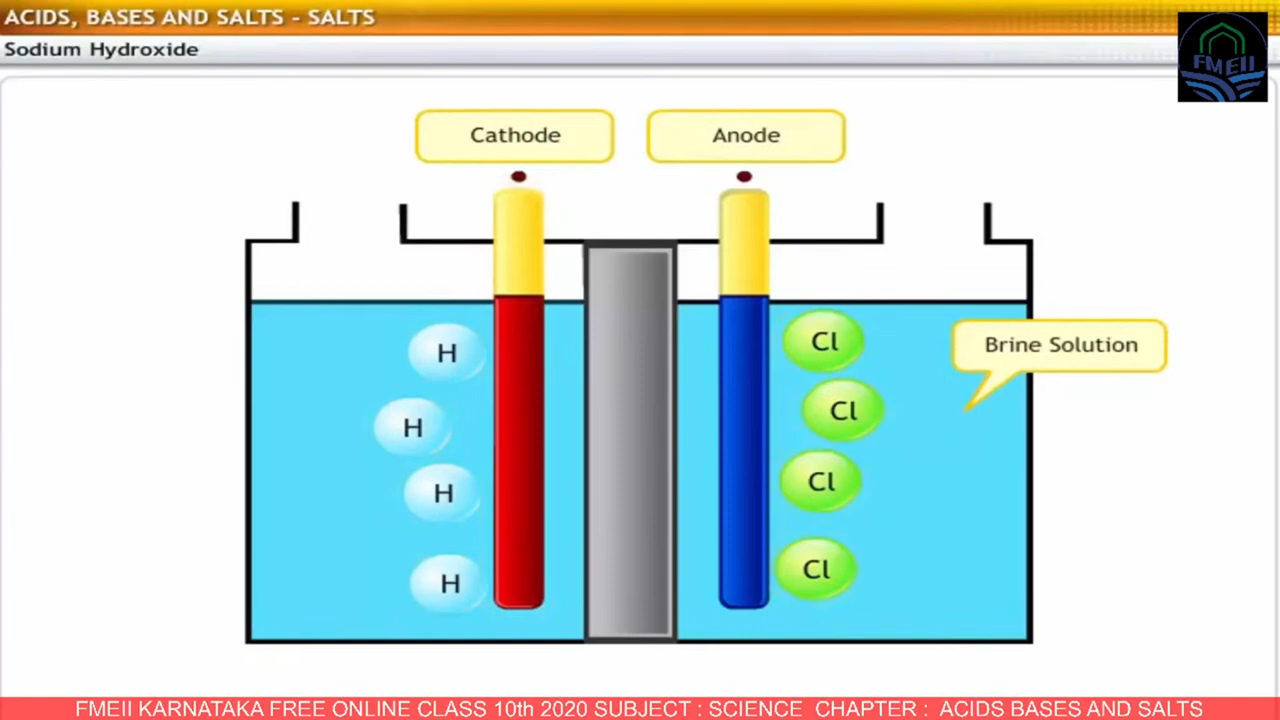 ACIDS, BASES AND SALTS - SALTS
Sodium Hydroxide
FMEII
Cathode
Anode
Brine Solution
H
H
H
H
Cl
Cl
Cl
Cl
FMEII KARNATAKA FREE ONLINE CLASS 10th 2020 SUBJECT : SCIENCE CHAPTER : ACIDS BASES AND SALTS